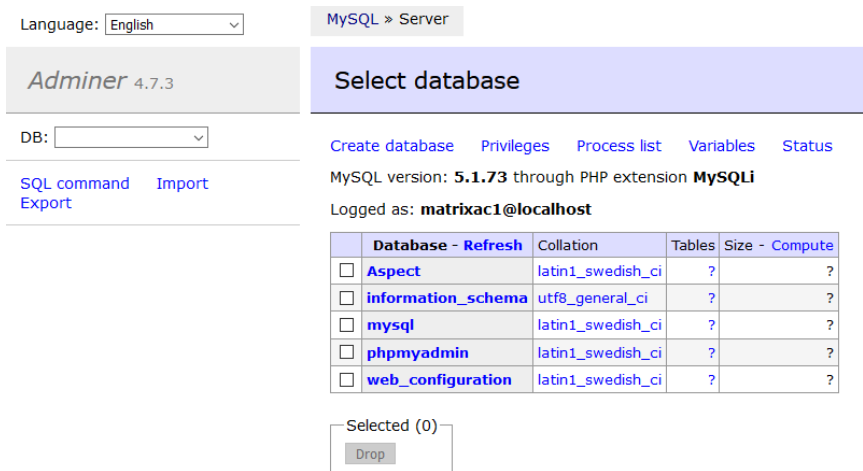 Language: English
MySQL » Server
Adminer 4.7.3
Select database
DB:
SQL command Import
Export
Create database Privileges Process list Variables Status
MySQL version: 5.1.73 through PHP extension MySQLi
Logged as: matrixac1@localhost
Database - Refresh Collation Tables Size - Compute
Aspect latin1_swedish_ci ? ?
information_schema utf8_general_ci ? ?
mysql latin1_swedish_ci ? ?
phpmyadmin latin1_swedish_ci ? ?
web_configuration latin1_swedish_ci ? ?
Selected (0)
Drop